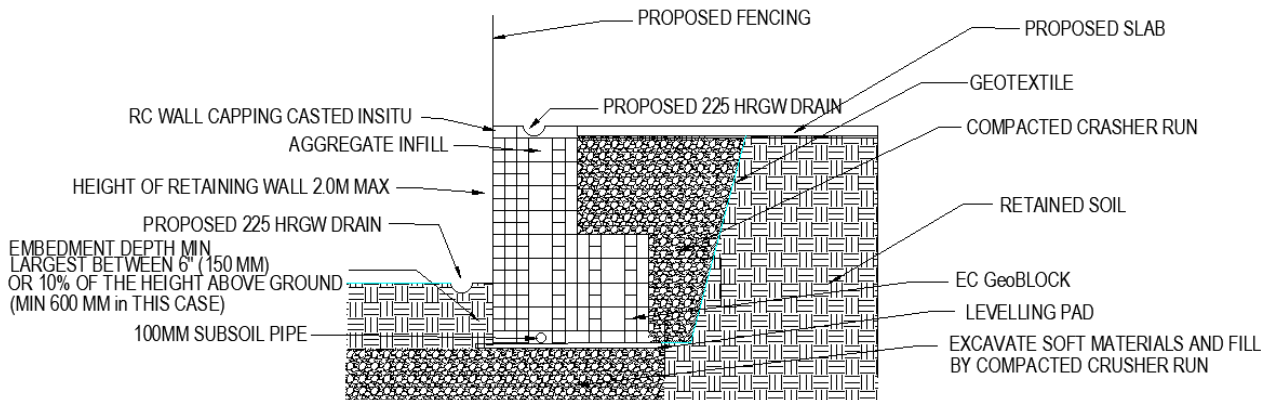 PROPOSED FENCING
PROPOSED SLAB
GEOTEXTILE
PROPOSED 225 HRGW DRAIN
RC WALL CAPPING CASTED INSITU
COMPACTED CRASHER RUN
AGGREGATE INFILL
HEIGHT OF RETAINING WALL 2.0M MAX
RETAINED SOIL
PROPOSED 225 HRGW DRAIN
EMBEDMENT DEPTH MIN
LARGEST BETWEEN 6" (150 MM)
OR 10% OF THE HEIGHT ABOVE GROUND
(MIN 600 MM in THIS CASE)
EC GeoBLOCK
LEVELLING PAD
100MM SUBSOIL PIPE
EXCAVATE SOFT MATERIALS AND FILL
BY COMPACTED CRUSHER RUN